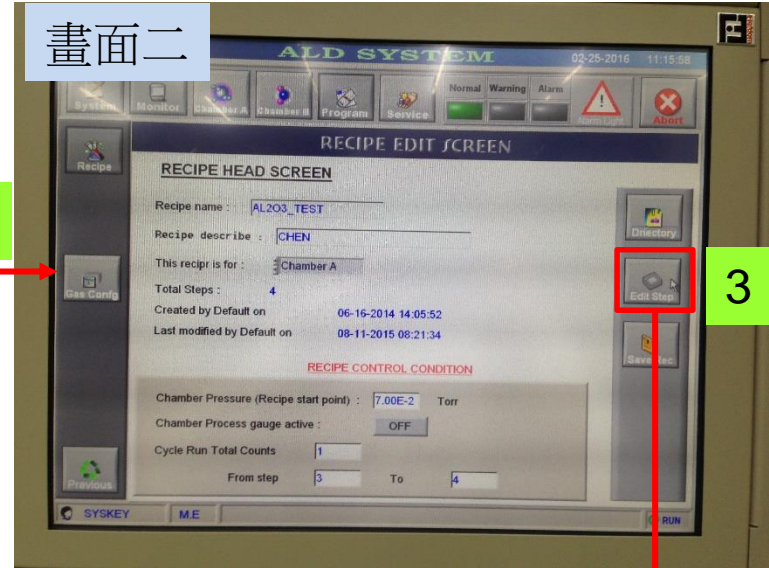 畫面二
ALD SYSTEM
02-25-2016 11:15:58
System Monitor Chamber A Chamber B Program Service Normal Warning Alarm Alarm Light Abort
RECIPE EDIT SCREEN
Recipe
RECIPE HEAD SCREEN
Recipe name : AL2O3_TEST
Directory
Recipe describe : CHEN
This recipr is for : Chamber A
Gas Confg
Total Steps : 4
Edit Step
3
Created by Default on 06-16-2014 14:05:52
Last modified by Default on 08-11-2015 08:21:34
Save Rec
RECIPE CONTROL CONDITION
Chamber Pressure (Recipe start point) : 7.00E-2 Torr
Chamber Process gauge active : OFF
Cycle Run Total Counts 1
From step 3 To 4
Previous
SYSKEY M.E RUN